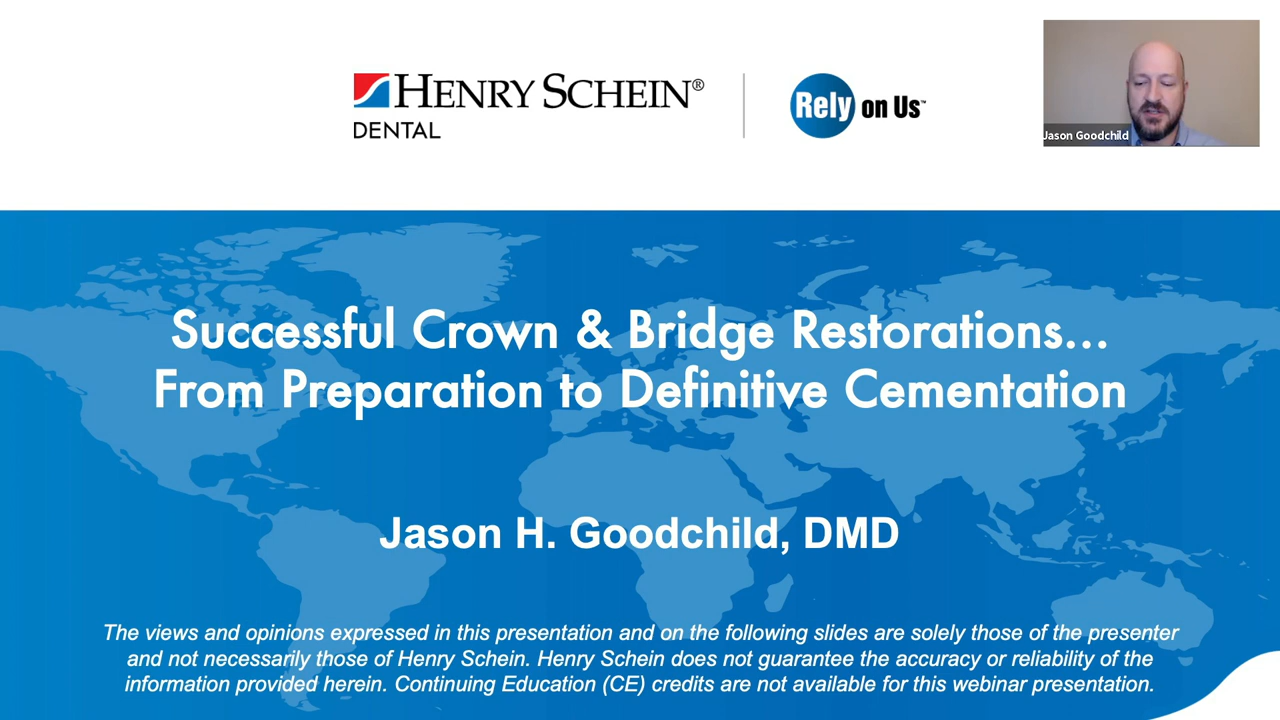 HENRY SCHEIN®
DENTAL
Rely on Us™
Jason Goodchild
Successful Crown & Bridge Restorations…
From Preparation to Definitive Cementation
Jason H. Goodchild, DMD
The views and opinions expressed in this presentation and on the following slides are solely those of the presenter
and not necessarily those of Henry Schein. Henry Schein does not guarantee the accuracy or reliability of the
information provided herein. Continuing Education (CE) credits are not available for this webinar presentation.